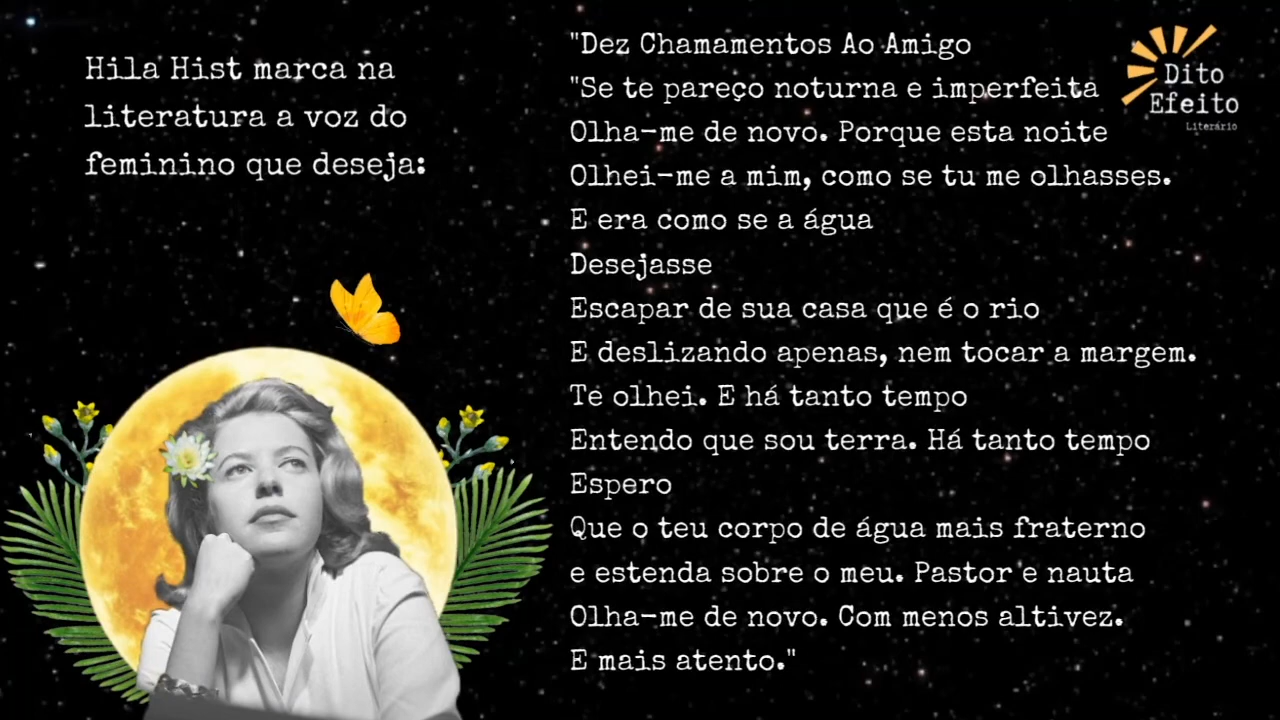 Hila Hist marca na
literatura a voz do
feminino que deseja:
"Dez Chamamentos Ao Amigo
"Se te pareço noturna e imperfeita
Olha-me de novo. Porque esta noite
Olhei-me a mim, como se tu me olhasses.
E era como se a água
Desejasse
Escapar de sua casa que é o rio
E deslizando apenas, nem tocar a margem.
Te olhei. E há tanto tempo
Entendo que sou terra. Há tanto tempo
Espero
Que o teu corpo de água mais fraterno
e estenda sobre o meu. Pastor e nauta
Olha-me de novo. Com menos altivez.
E mais atento."
Dito
Efeito
Literário